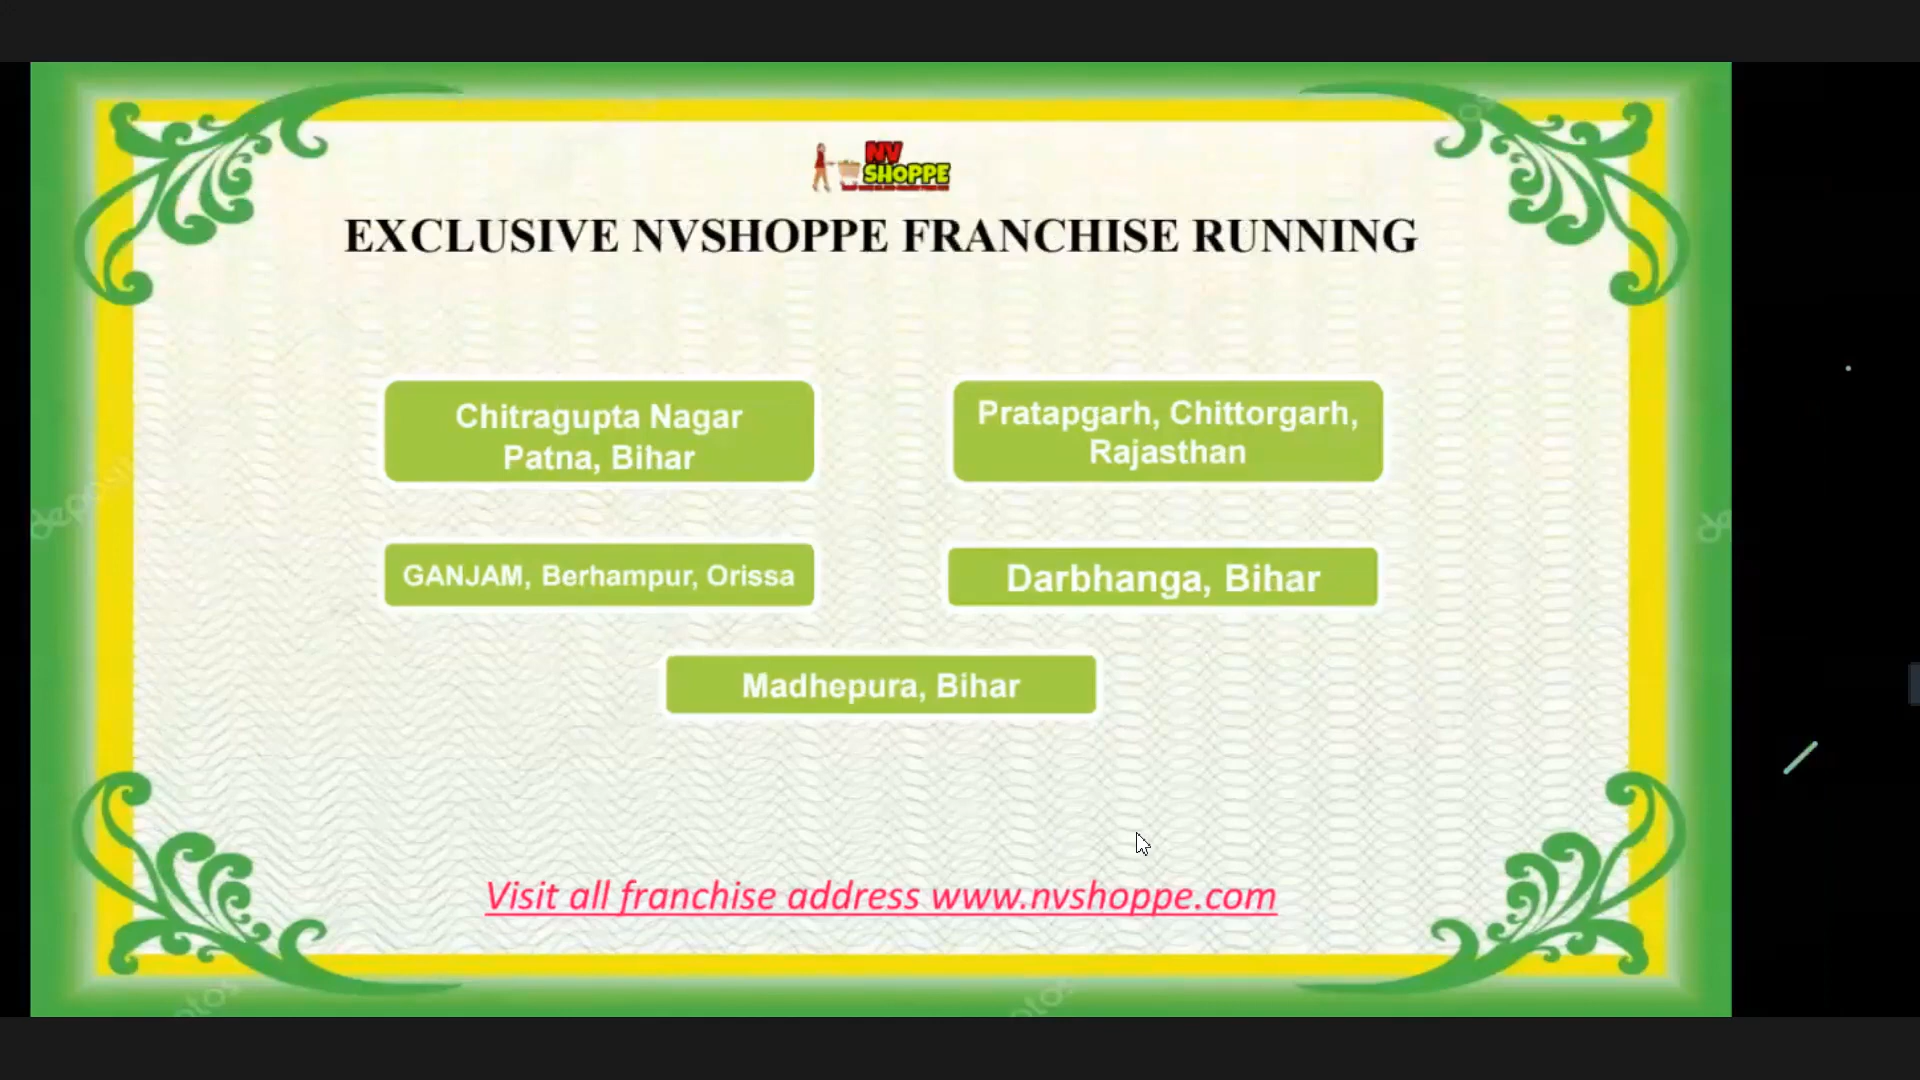 NV
SHOPPE
EXCLUSIVE NVSHOPPE FRANCHISE RUNNING
Chitragupta Nagar
Patna, Bihar
Pratapgarh, Chittorgarh,
Rajasthan
GANJAM, Berhampur, Orissa
Darbhanga, Bihar
Madhepura, Bihar
Visit all franchise address www.nvshoppe.com